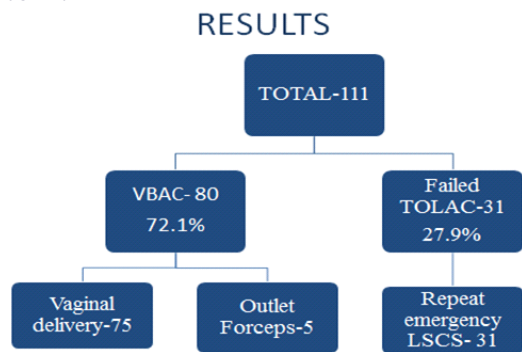 RESULTS
TOTAL-111
VBAC- 80
72.1%
Failed
TOLAC-31
27.9%
Vaginal
delivery-75
Outlet
Forceps-5
Repeat
emergency
LSCS- 31